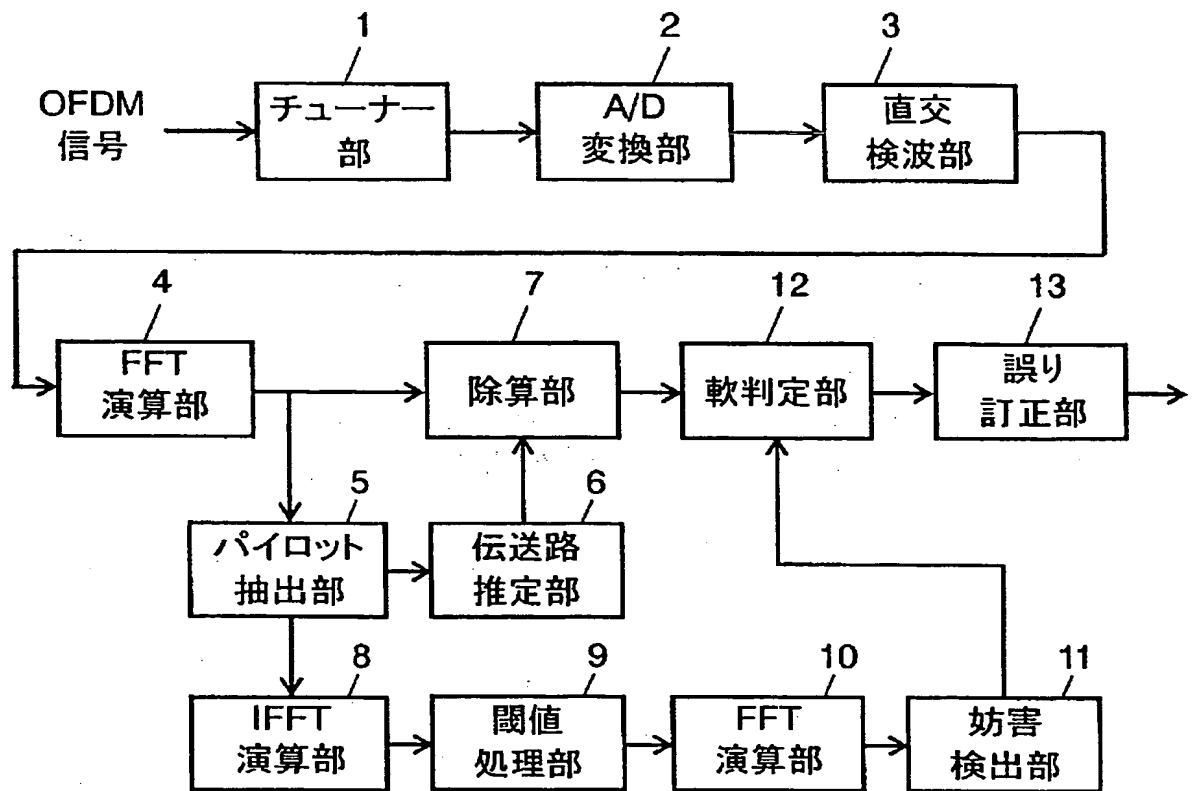 1
2
3
OFDM
信号
チューナー
部
A/D
変換部
直交
検波部
4
7
12
13
FFT
演算部
除算部
軟判定部
誤り
訂正部
5
6
パイロット
抽出部
伝送路
推定部
8
9
10
11
IFFT
演算部
閾値
処理部
FFT
演算部
妨害
検出部